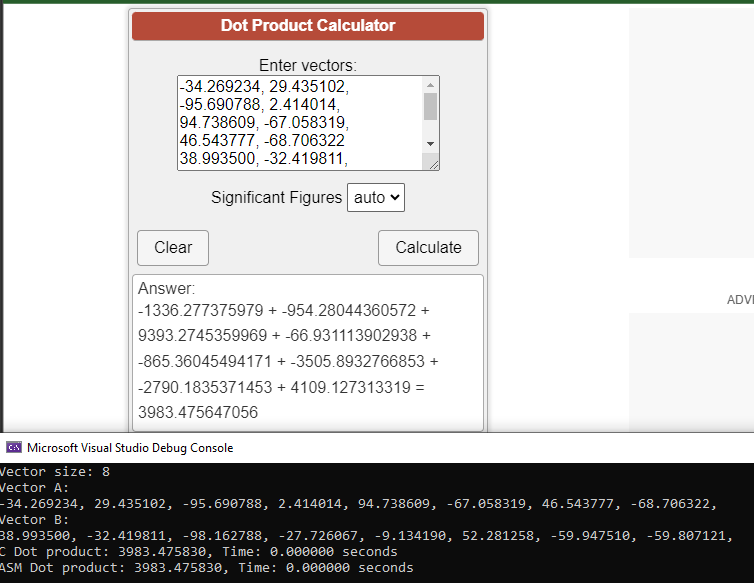 Dot Product Calculator
Enter vectors:
-34.269234, 29.435102,
-95.690788, 2.414014,
94.738609, -67.058319,
46.543777, -68.706322
38.993500, -32.419811,
Significant Figures auto
Clear Calculate
Answer:
-1336.277375979 + -954.28044360572 +
9393.2745359969 + -66.931113902938 +
-865.36045494171 + -3505.8932766853 +
-2790.1835371453 + 4109.127313319 =
3983.475647056
ADVE
Microsoft Visual Studio Debug Console
Vector size: 8
Vector A:
-34.269234, 29.435102, -95.690788, 2.414014, 94.738609, -67.058319, 46.543777, -68.706322,
Vector B:
38.993500, -32.419811, -98.162788, -27.726067, -9.134190, 52.281258, -59.947510, -59.807121,
C Dot product: 3983.475830, Time: 0.000000 seconds
ASM Dot product: 3983.475830, Time: 0.000000 seconds